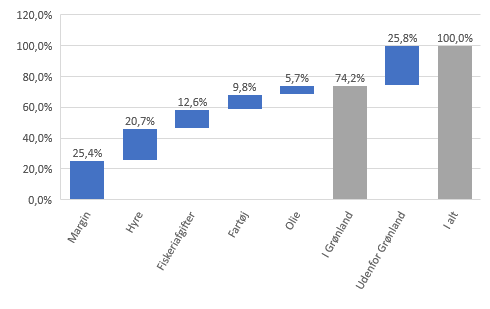 120,0%
100,0%
80,0%
60,0%
40,0%
20,0%
0,0%
25,4%
20,7%
12,6%
9,8%
5,7%
74,2%
25,8%
100,0%
Margin
Hyre
Fiskeriafgifter
Fartøj
Olie
I Grønland
Udenfor Grønland
I alt